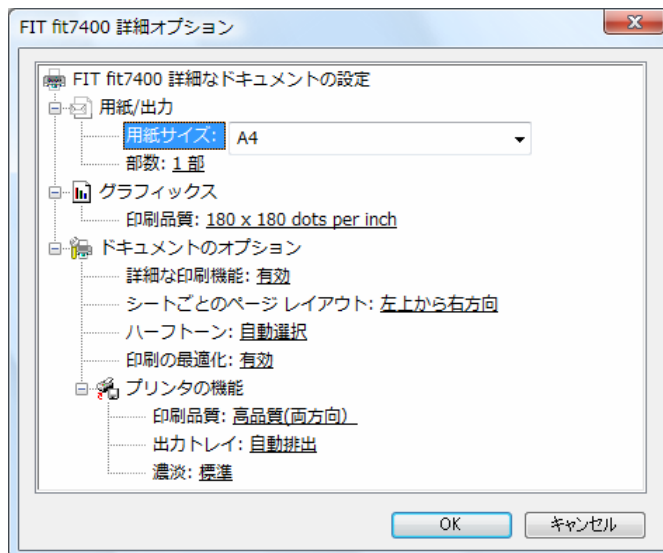 FIT fit7400 詳細オプション
FIT fit7400 詳細なドキュメントの設定
用紙/出力
用紙サイズ: A4
部数: 1 部
グラフィックス
印刷品質: 180 x 180 dots per inch
ドキュメントのオプション
詳細な印刷機能: 有効
シートごとのページ レイアウト: 左上から右方向
ハーフトーン: 自動選択
印刷の最適化: 有効
プリンタの機能
印刷品質: 高品質(両方向）
出力トレイ: 自動排出
濃淡: 標準
OK キャンセル